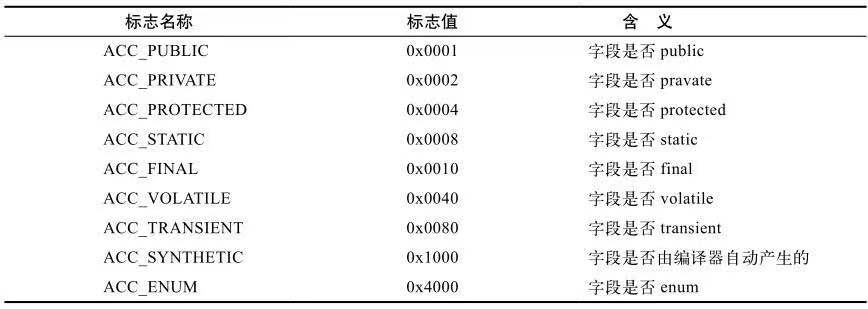 标志名称 标志值 含 义
ACC_PUBLIC 0x0001 字段是否 public
ACC_PRIVATE 0x0002 字段是否 pravate
ACC_PROTECTED 0x0004 字段是否 protected
ACC_STATIC 0x0008 字段是否 static
ACC_FINAL 0x0010 字段是否 final
ACC_VOLATILE 0x0040 字段是否 volatile
ACC_TRANSIENT 0x0080 字段是否 transient
ACC_SYNTHETIC 0x1000 字段是否由编译器自动产生的
ACC_ENUM 0x4000 字段是否 enum